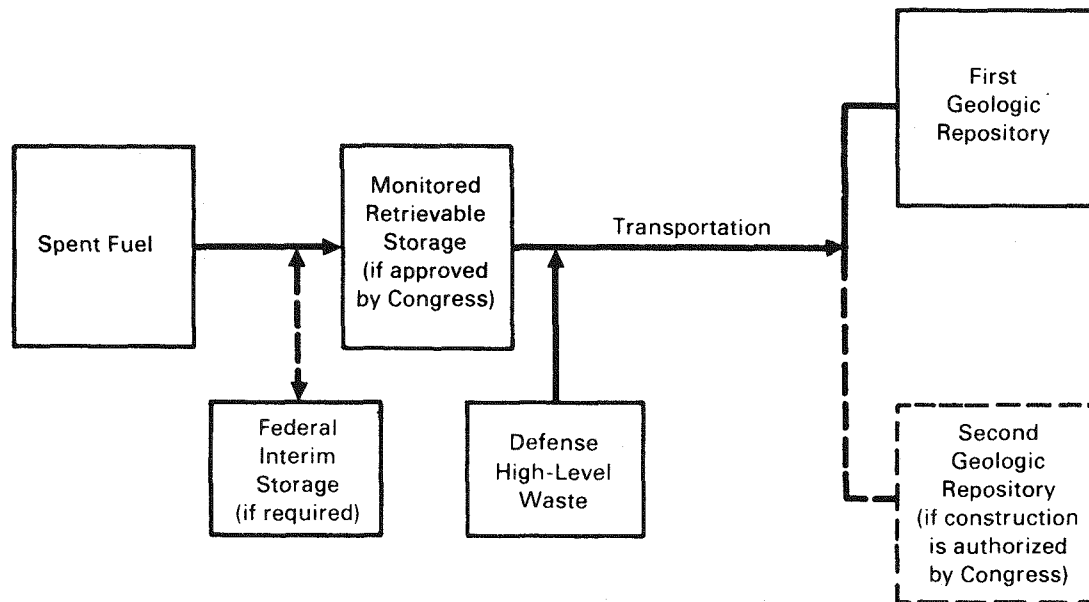 First
Geologic
Repository
Spent Fuel
Monitored
Retrievable
Storage
(if approved
by Congress)
Transportation
Federal
Interim
Storage
(if required)
Defense
High-Level
Waste
Second
Geologic
Repository
(if construction
is authorized
by Congress)